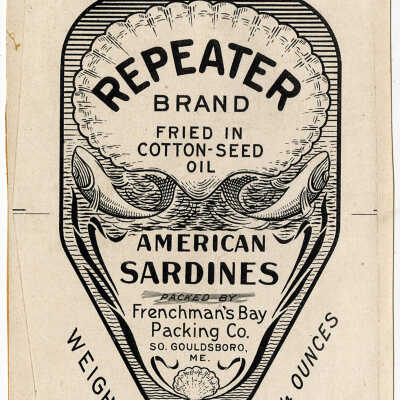 REPEATER
BRAND
FRIED IN
COTTON-SEED
OIL
AMERICAN
SARDINES
PACKED BY
Frenchman's Bay
Packing Co.
SO. GOULDSBORO,
ME.
OUNCES